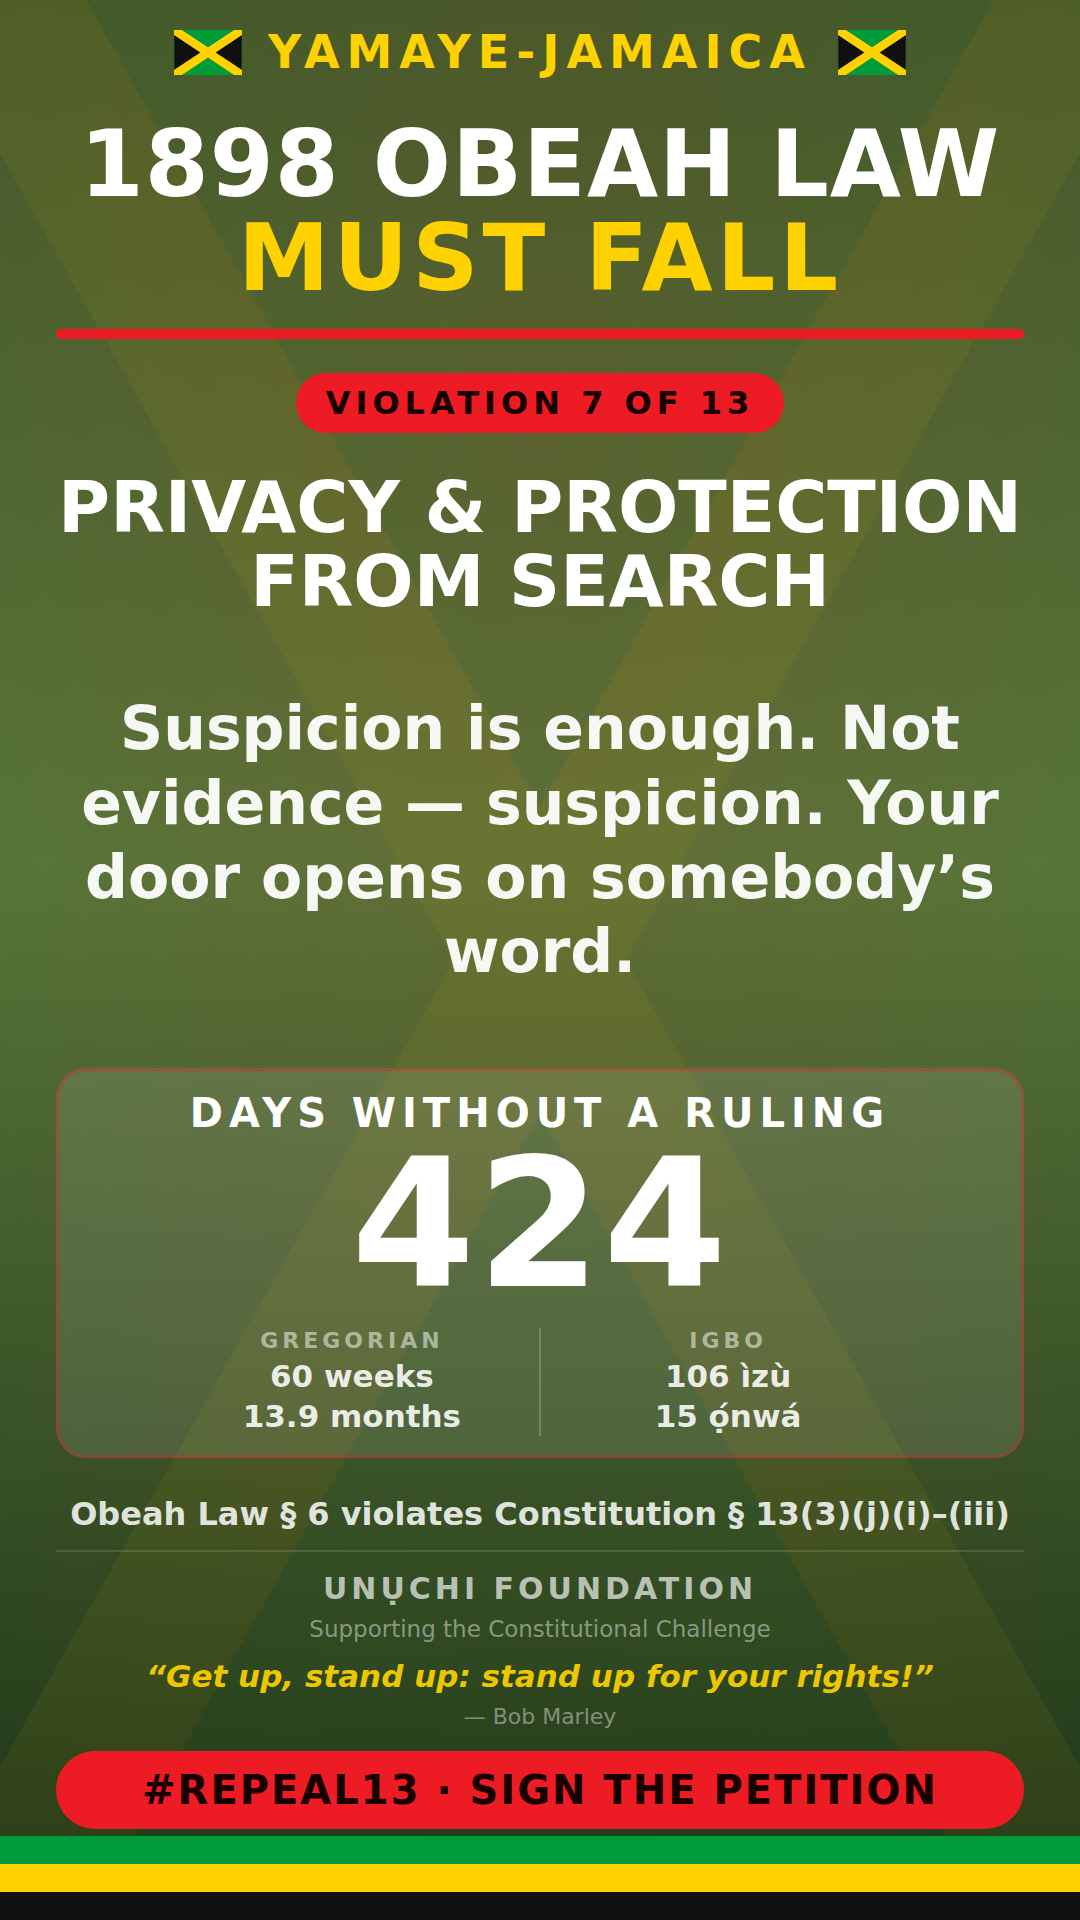 YAMAYE-JAMAICA
1898 OBEAH LAW
MUST FALL
VIOLATION 7 OF 13
PRIVACY & PROTECTION
FROM SEARCH
Suspicion is enough. Not
evidence — suspicion. Your
door opens on somebody’s
word.
DAYS WITHOUT A RULING
424
GREGORIAN
60 weeks
13.9 months
IGBO
106 ìzù
15 ọ́nwá
Obeah Law § 6 violates Constitution § 13(3)(j)(i)–(iii)
UNỤCHI FOUNDATION
Supporting the Constitutional Challenge
“Get up, stand up: stand up for your rights!”
— Bob Marley
#REPEAL13 · SIGN THE PETITION